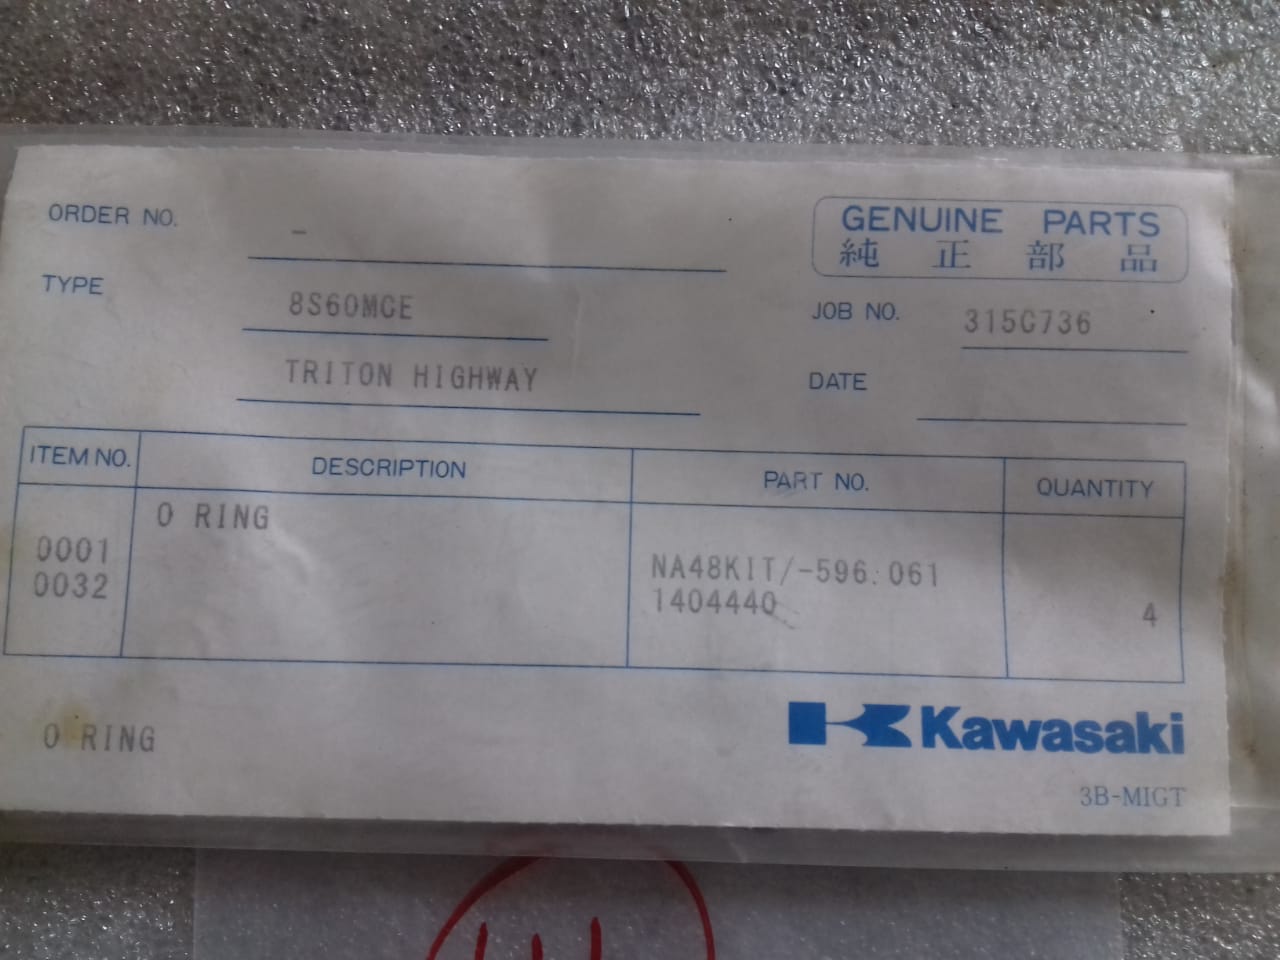 ORDER NO. -
GENUINE PARTS
純正部品
TYPE 8S60MCE
JOB NO. 315C736
TRITON HIGHWAY
DATE
ITEM NO. DESCRIPTION PART NO. QUANTITY
O RING
0001 NA48KIT/-596.061
0032 1404440 4
O RING
Kawasaki
3B-MIGT